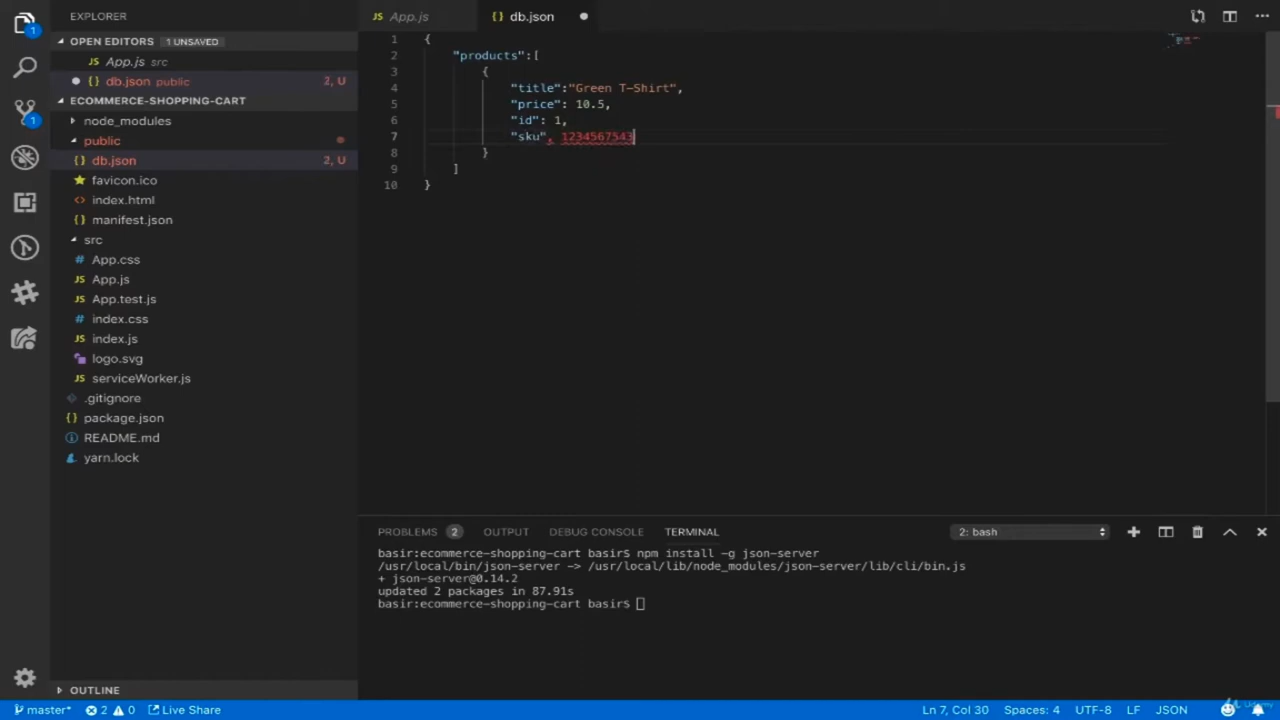 EXPLORER
OPEN EDITORS 1 UNSAVED
App.js src
db.json public 2, U
ECOMMERCE-SHOPPING-CART
node_modules
public
db.json 2, U
favicon.ico
index.html
manifest.json
src
App.css
App.js
App.test.js
index.css
index.js
logo.svg
serviceWorker.js
.gitignore
package.json
README.md
yarn.lock
OUTLINE
App.js db.json
1 {
2 "products":[
3 {
4 "title":"Green T-Shirt",
5 "price": 10.5,
6 "id": 1,
7 "sku", 1234567543
8 }
9 ]
10 }
PROBLEMS 2 OUTPUT DEBUG CONSOLE TERMINAL 2: bash
basir:ecommerce-shopping-cart basir$ npm install -g json-server
/usr/local/bin/json-server -> /usr/local/lib/node_modules/json-server/lib/cli/bin.js
+ json-server@0.14.2
updated 2 packages in 87.91s
basir:ecommerce-shopping-cart basir$
master* 2 0 Live Share Ln 7, Col 30 Spaces: 4 UTF-8 LF JSON
Udemy